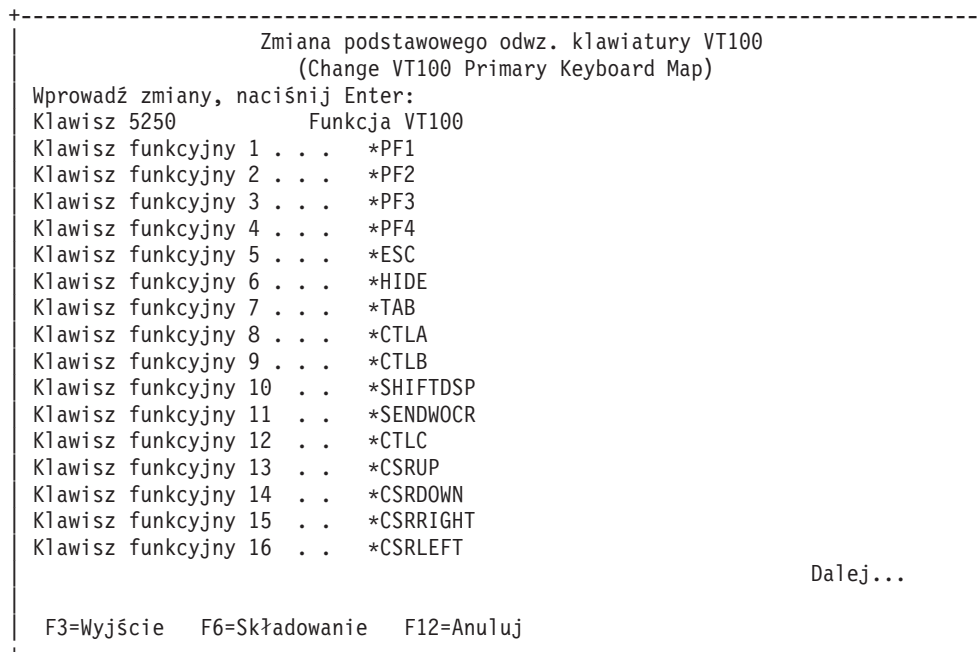 Zmiana podstawowego odwz. klawiatury VT100
(Change VT100 Primary Keyboard Map)
Wprowadź zmiany, naciśnij Enter:
Klawisz 5250 Funkcja VT100
Klawisz funkcyjny 1 . . . *PF1
Klawisz funkcyjny 2 . . . *PF2
Klawisz funkcyjny 3 . . . *PF3
Klawisz funkcyjny 4 . . . *PF4
Klawisz funkcyjny 5 . . . *ESC
Klawisz funkcyjny 6 . . . *HIDE
Klawisz funkcyjny 7 . . . *TAB
Klawisz funkcyjny 8 . . . *CTLA
Klawisz funkcyjny 9 . . . *CTLB
Klawisz funkcyjny 10 . . *SHIFTDSP
Klawisz funkcyjny 11 . . *SENDWOCR
Klawisz funkcyjny 12 . . *CTLC
Klawisz funkcyjny 13 . . *CSRUP
Klawisz funkcyjny 14 . . *CSRDOWN
Klawisz funkcyjny 15 . . *CSRRIGHT
Klawisz funkcyjny 16 . . *CSRLEFT
Dalej...
F3=Wyjście F6=Składowanie F12=Anuluj